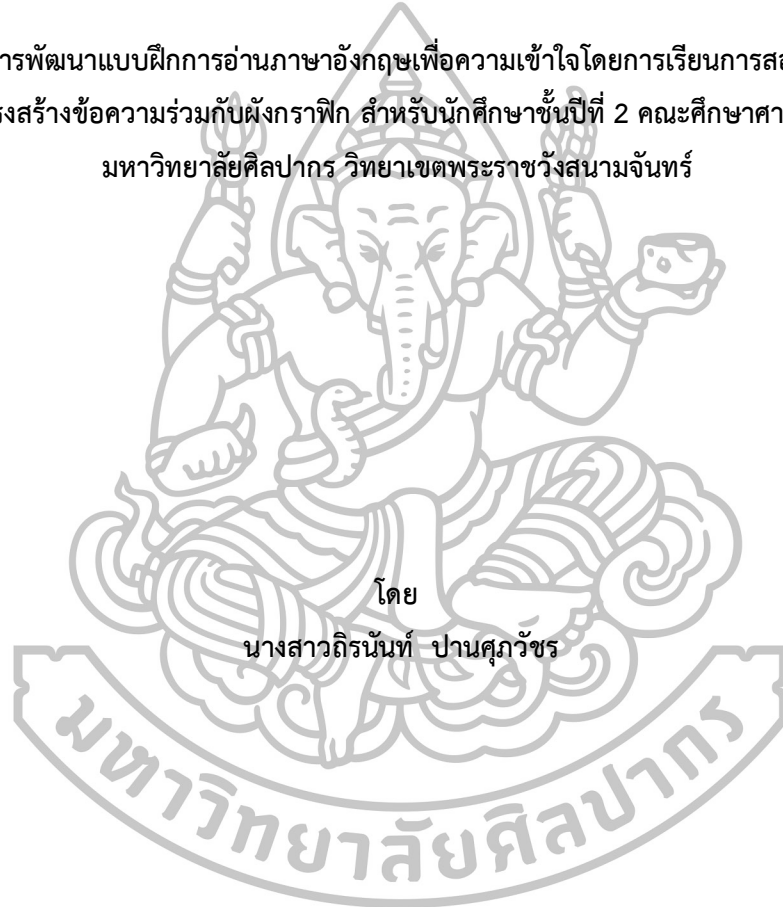 ารพัฒนาแบบฝึกการอ่านภาษาอังกฤษเพื่อความเข้าใจโดยการเรียนการส
งสร้างข้อความร่วมกับผังกราฟิก สำหรับนักศึกษาชั้นปีที่ 2 คณะศึกษาศา
มหาวิทยาลัยศิลปากร วิทยาเขตพระราชวังสนามจันทร์
โดย
นางสาวถิรนันท์ ปานศุภวัชร
มหาวิทยาลัยศิลปากร